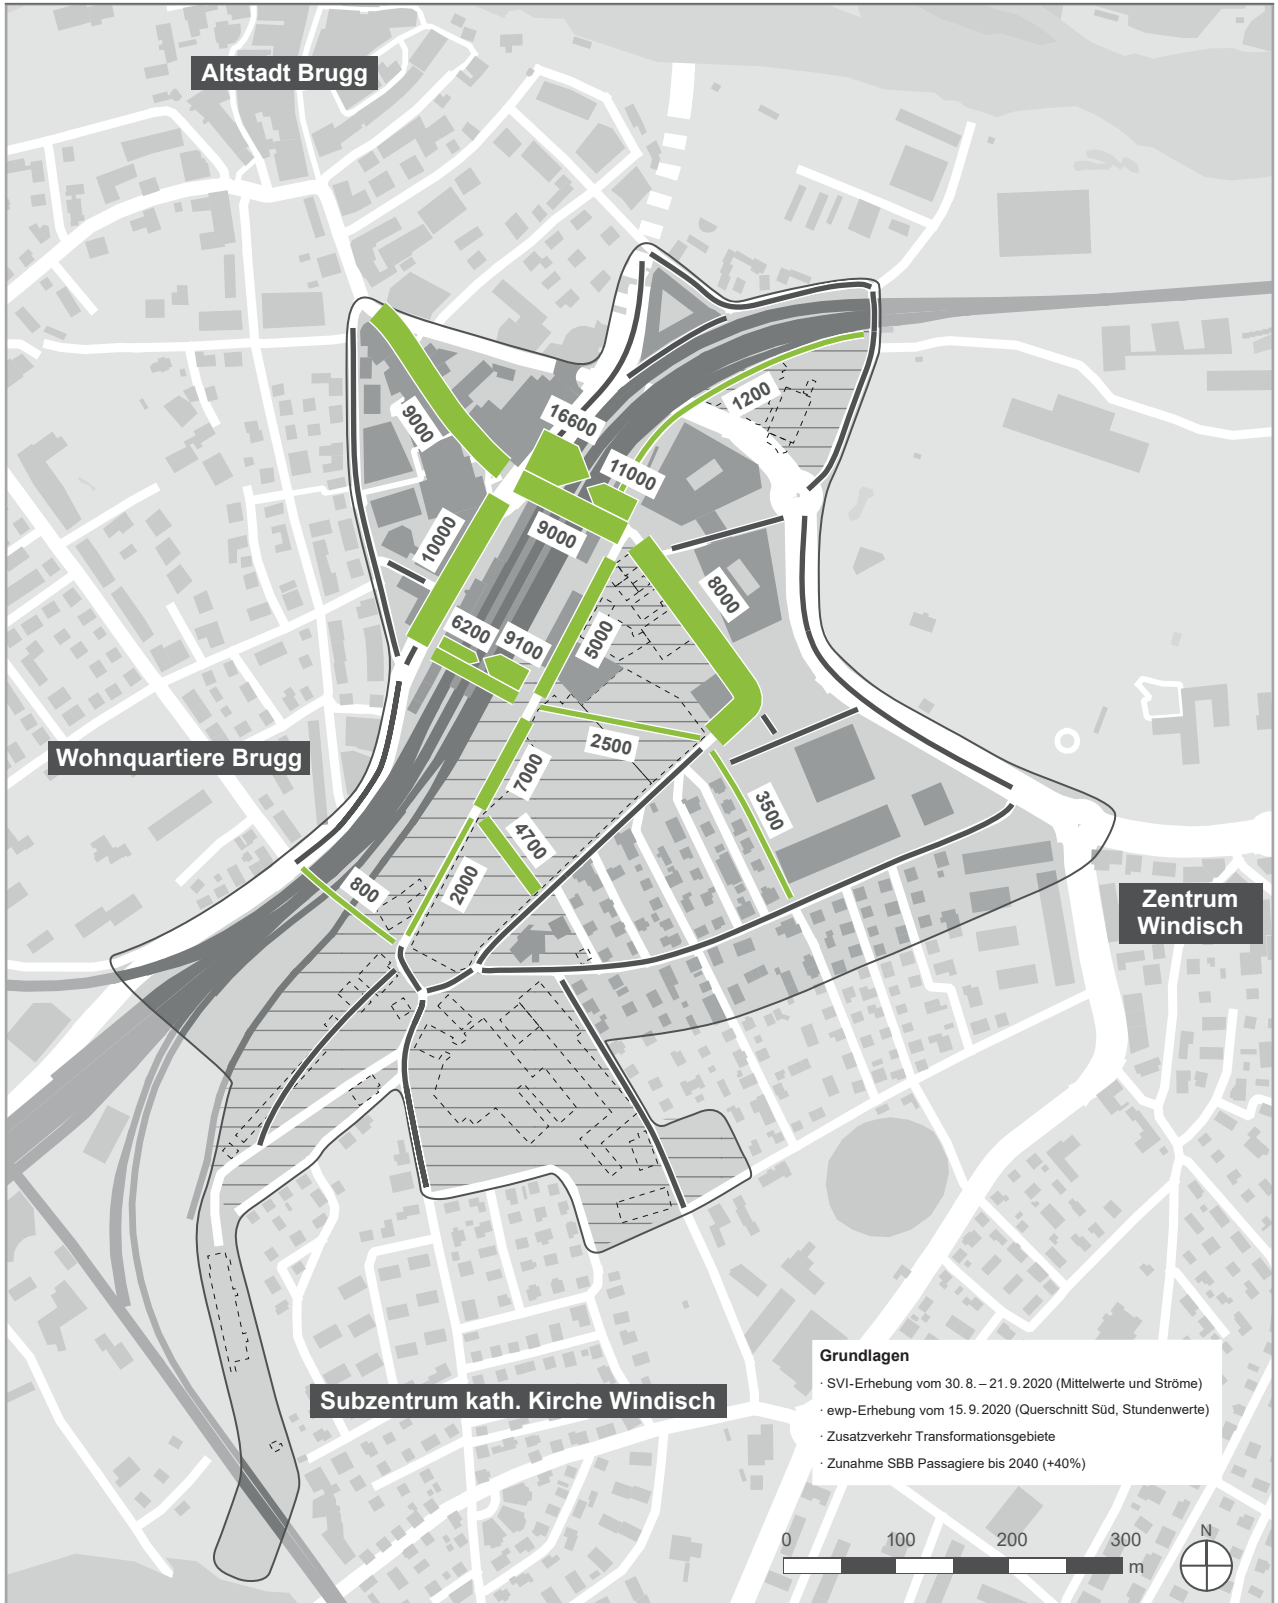 Altstadt Brugg
9000
16600
11000
1200
10000
9000
8000
6200
9100
5000
Wohnquartiere Brugg
2500
7000
3500
4700
800
2000
Zentrum
Windisch
Subzentrum kath. Kirche Windisch
Grundlagen
· SVI-Erhebung vom 30.8. – 21.9.2020 (Mittelwerte und Ströme)
· ewp-Erhebung vom 15.9.2020 (Querschnitt Süd, Stundenwerte)
· Zusatzverkehr Transformationsgebiete
· Zunahme SBB Passagiere bis 2040 (+40%)
0 100 200 300
m
N